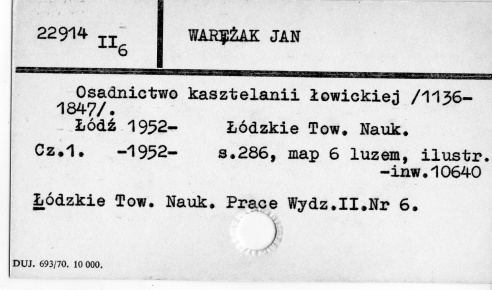 22914 II6 WARĘŻAK JAN
Osadnictwo kasztelanii łowickiej /1136-
1847/.
Łódź 1952- Łódzkie Tow. Nauk.
Cz.1. -1952- s.286, map 6 luzem, ilustr.
-inw.10640
Łódzkie Tow. Nauk. Prace Wydz.II.Nr 6.
DUJ. 693/70. 10 000.